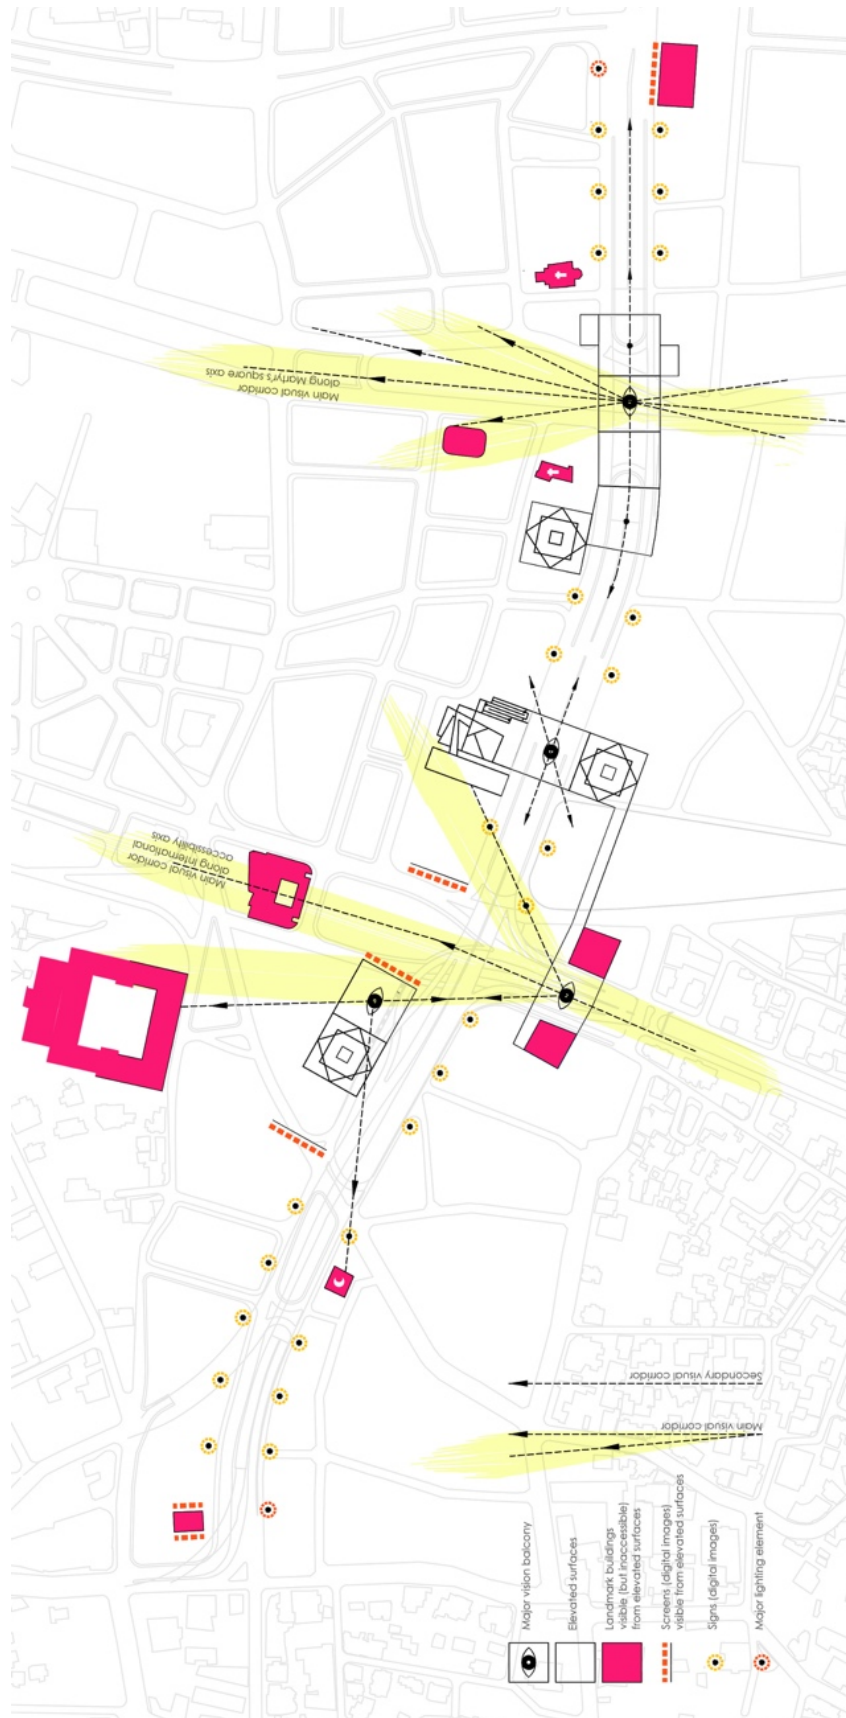 Main visual corridor
along Martyr's square axis
Main visual corridor
along International
accessibility axis
Secondary visual corridor
Main visual corridor
Major vision balcony
Elevated surfaces
Landmark buildings
visible (but inaccessible)
from elevated surfaces
Screens (digital images)
visible from elevated surfaces
Signs (digital images)
Major lighting element